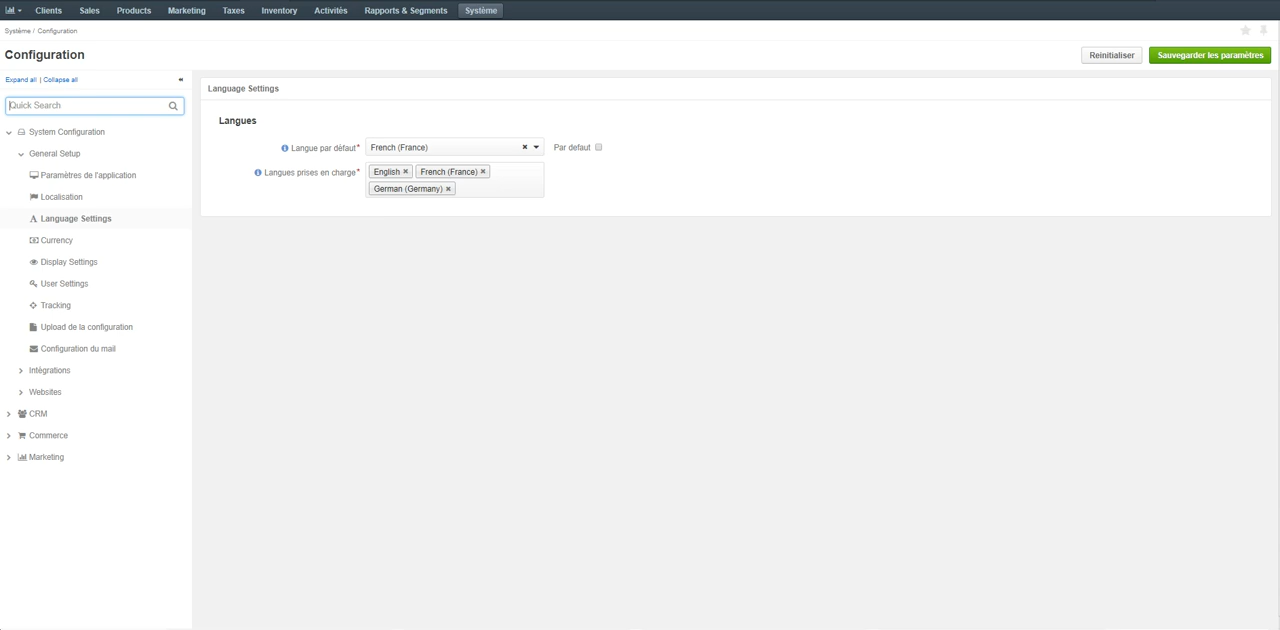 Clients Sales Products Marketing Taxes Inventory Activités Rapports & Segments Système
Système / Configuration
Configuration
Reinitialiser Sauvegarder les paramètres
Expand all | Collapse all
Quick Search
System Configuration
General Setup
Paramètres de l'application
Localisation
Language Settings
Currency
Display Settings
User Settings
Tracking
Upload de la configuration
Configuration du mail
Intégrations
Websites
CRM
Commerce
Marketing
Language Settings
Langues
Langue par défaut* French (France) Par defaut
Langues prises en charge* English French (France)
German (Germany)